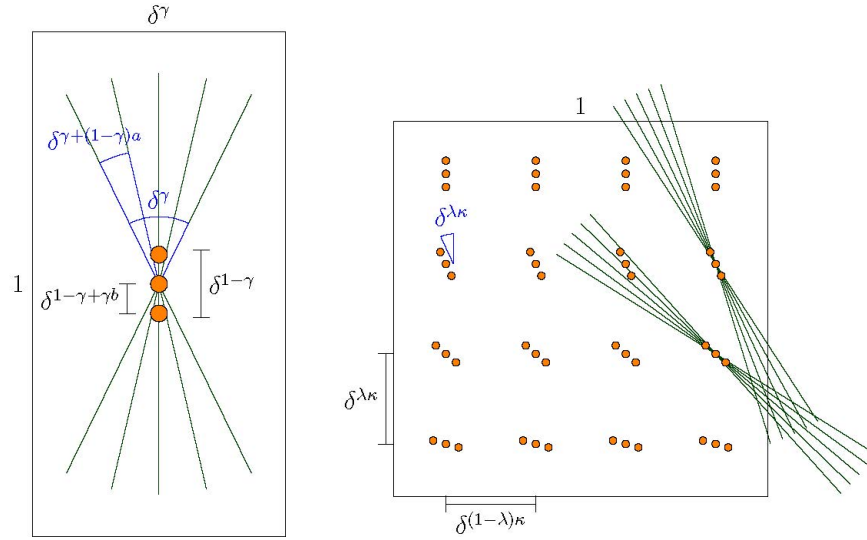 δ^γ
δ^{γ+(1−γ)a}
δ^γ
1
δ^{1−γ+γb}
δ^{1−γ}
1
δ^{λκ}
δ^{λκ}
δ^{(1−λ)κ}